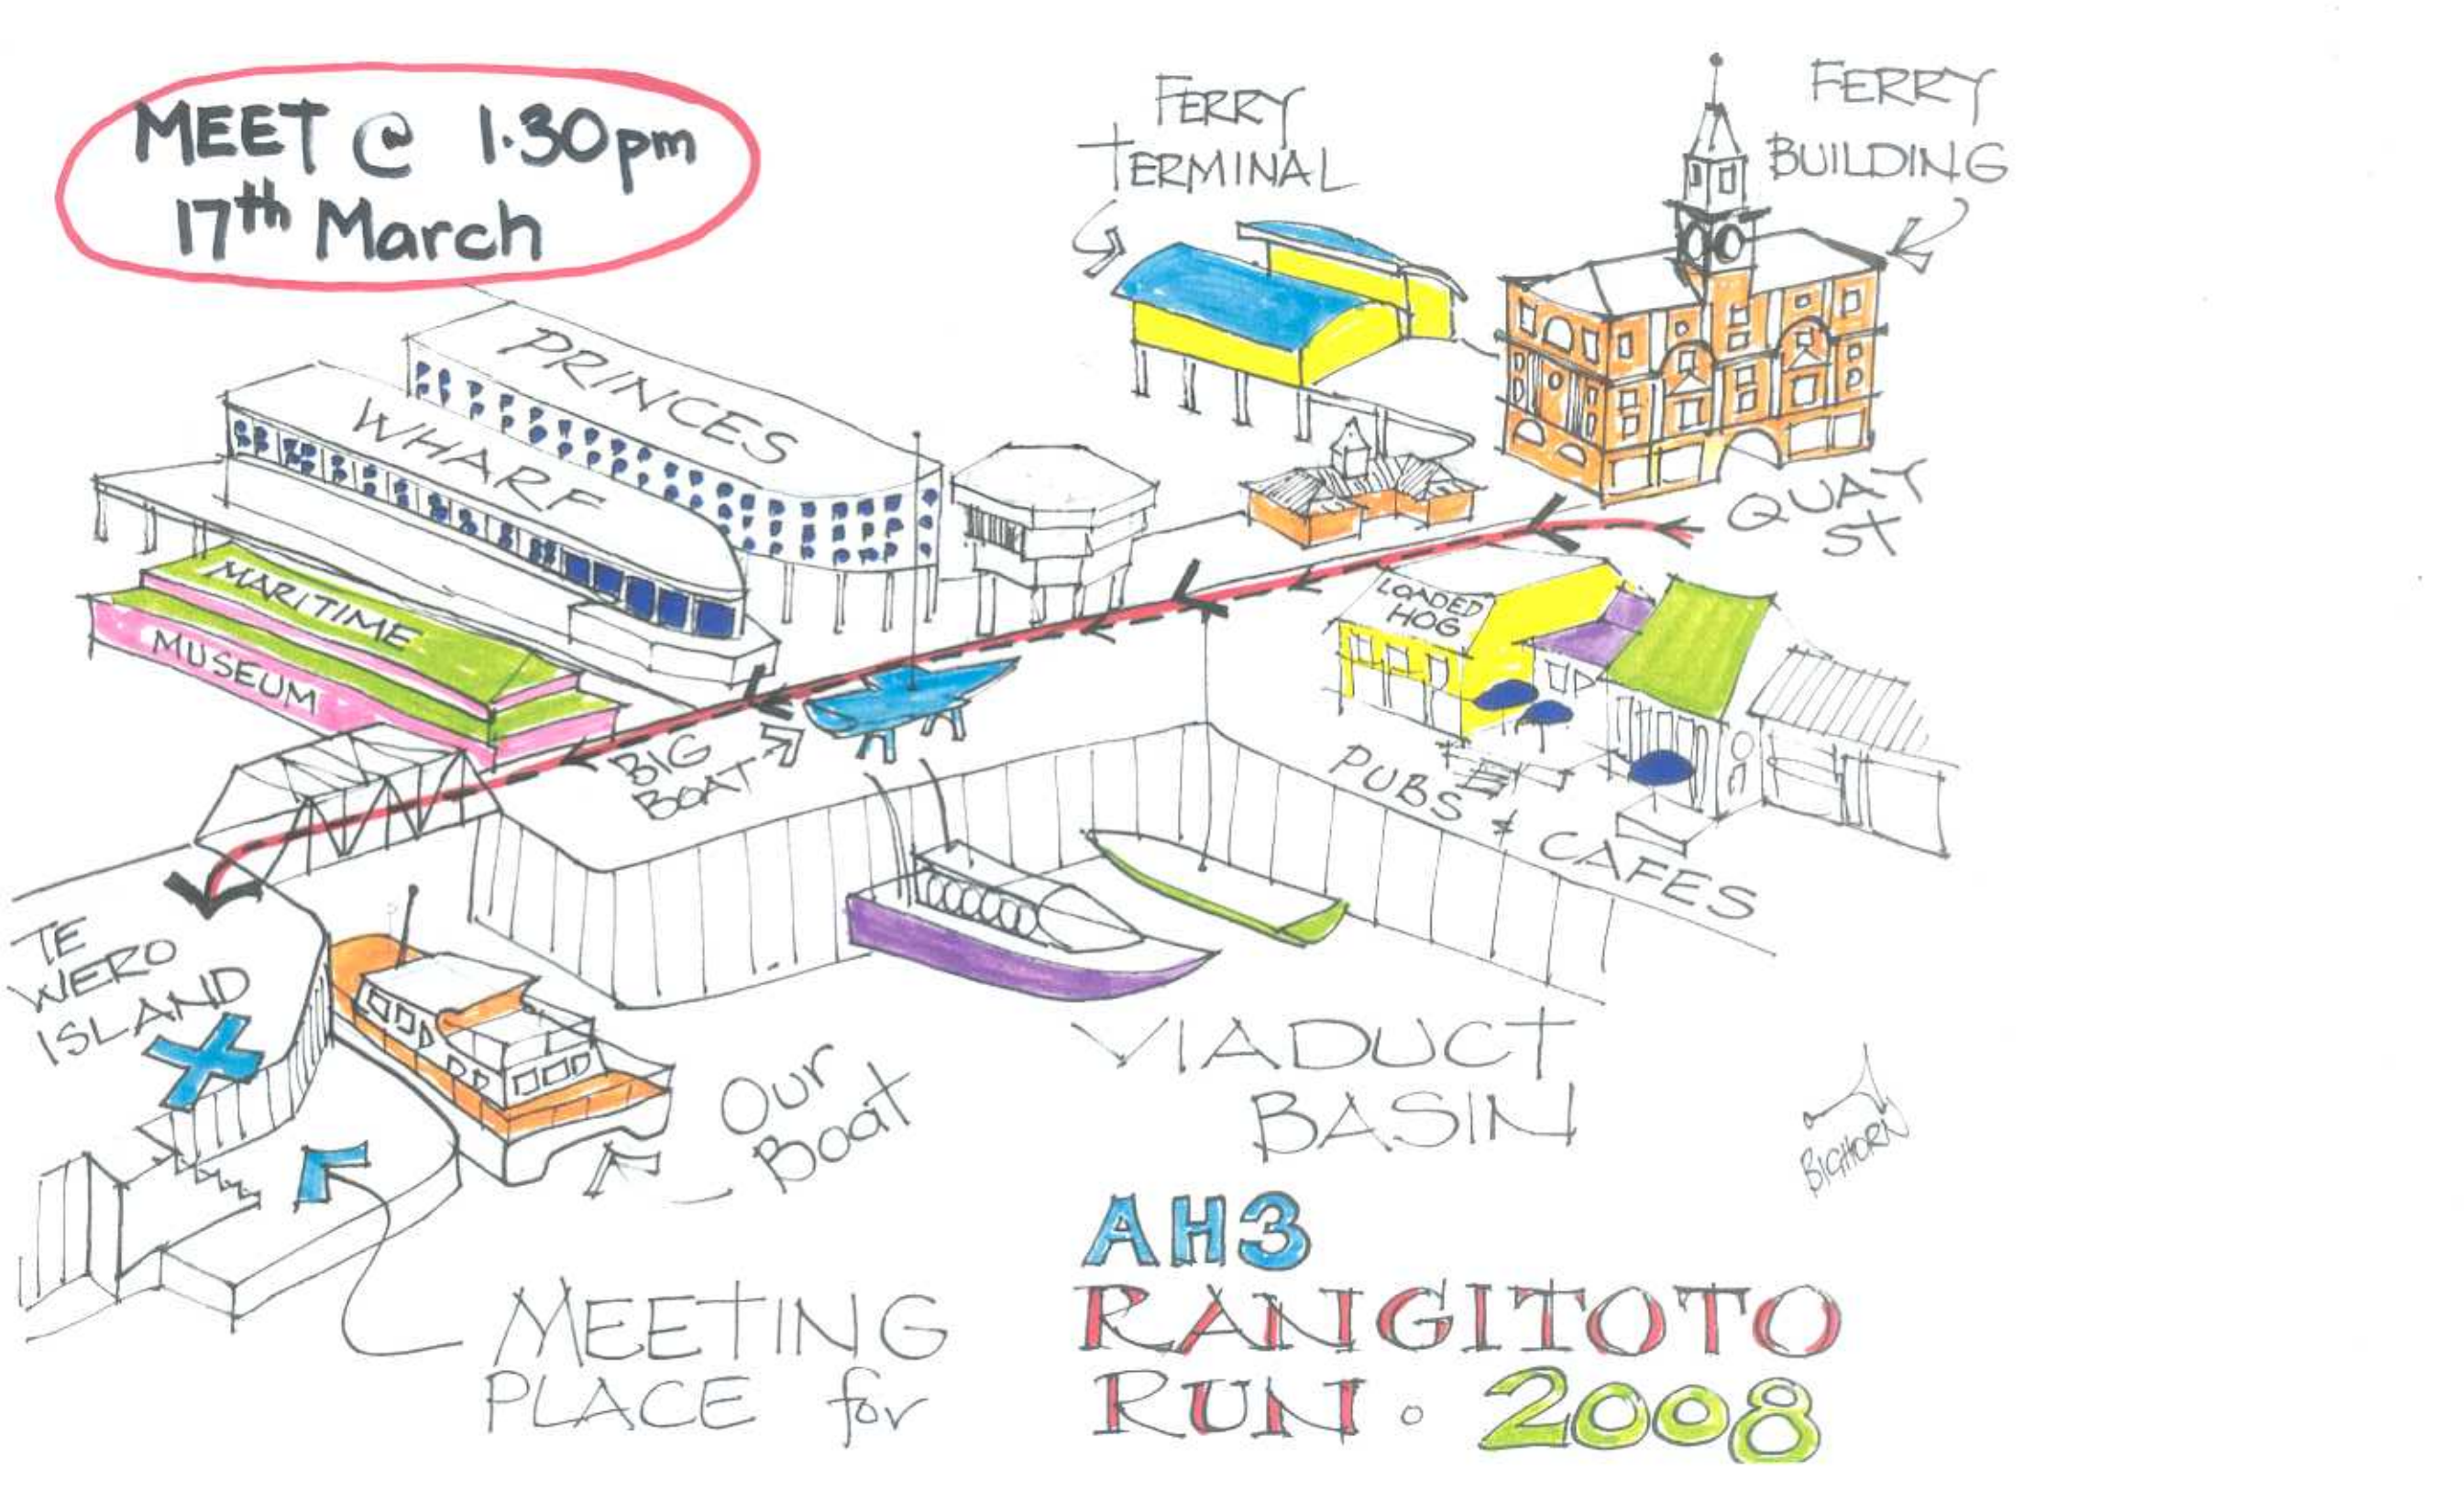 MEET @ 1.30pm
17th March
FERRY
TERMINAL
FERRY
BUILDING
PRINCES
WHARF
QUAY
ST
MARITIME
MUSEUM
LOADED
HOG
BIG
BOAT
PUBS & CAFES
TE
WERO
ISLAND
Our
Boat
VIADUCT
BASIN
BIGHORN
MEETING
PLACE for
AH3
RANGITOTO
RUN · 2008